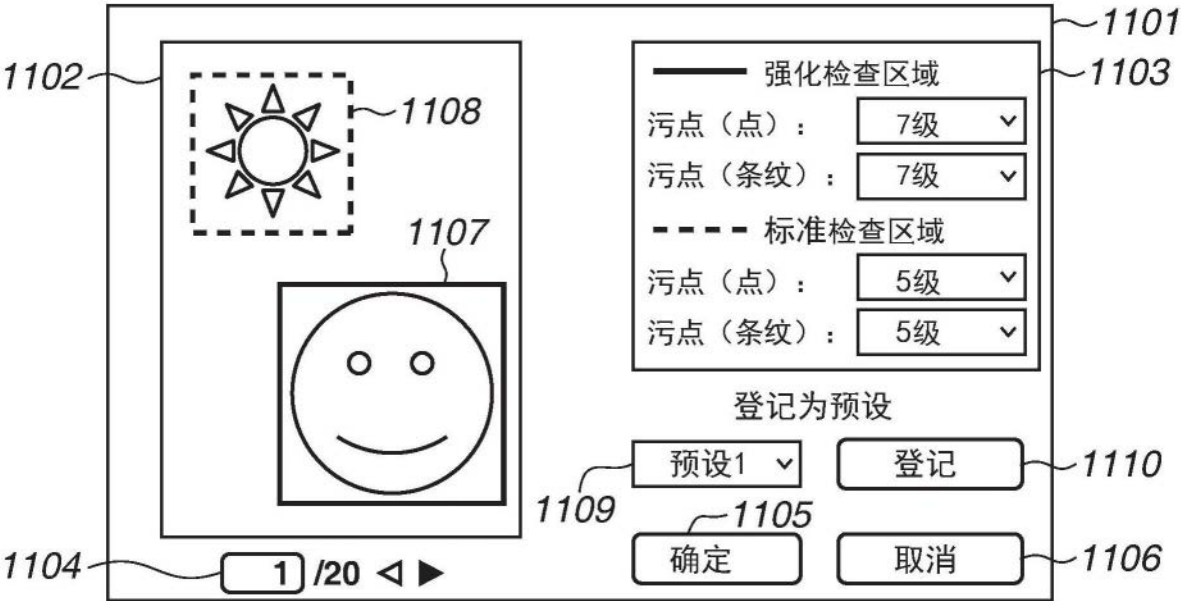 1101
1102
1103
1108
强化检查区域
污点（点）： 7级
污点（条纹）： 7级
1107
标准检查区域
污点（点）： 5级
污点（条纹）： 5级
登记为预设
预设1 登记
1110
1109
1105
1104
1 /20
确定 取消
1106